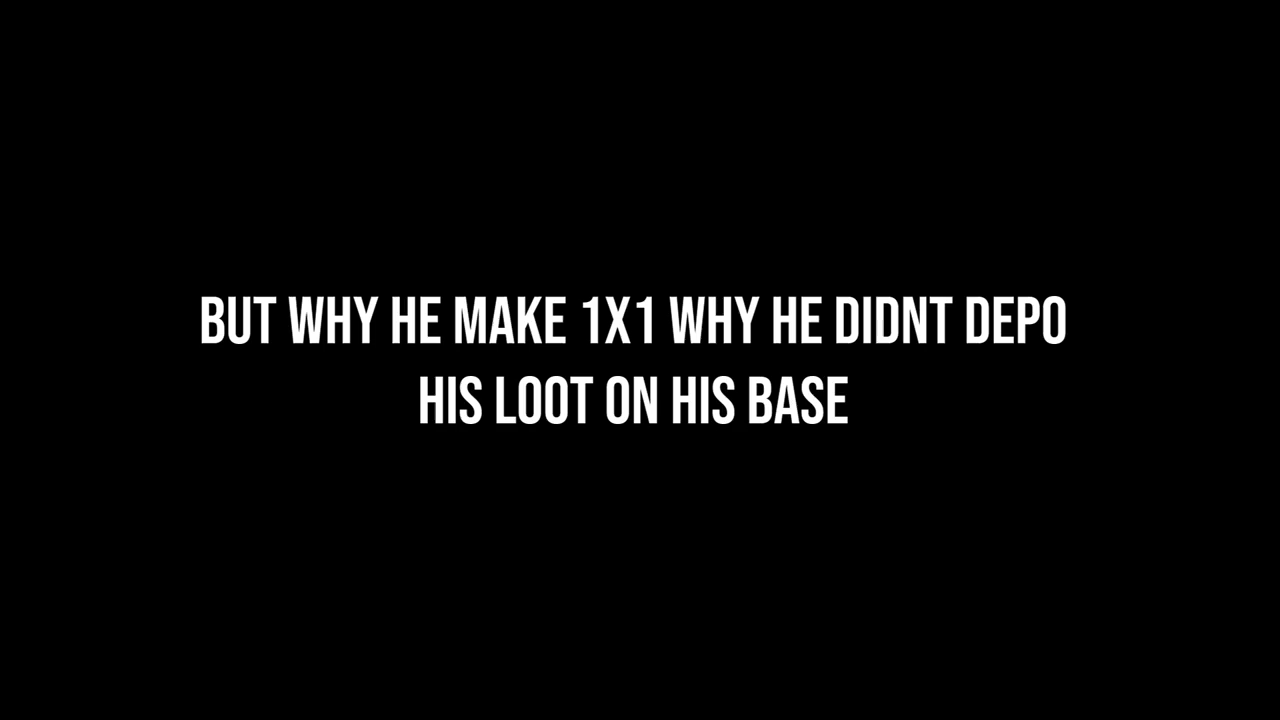 BUT WHY HE MAKE 1X1 WHY HE DIDNT DEPO
HIS LOOT ON HIS BASE